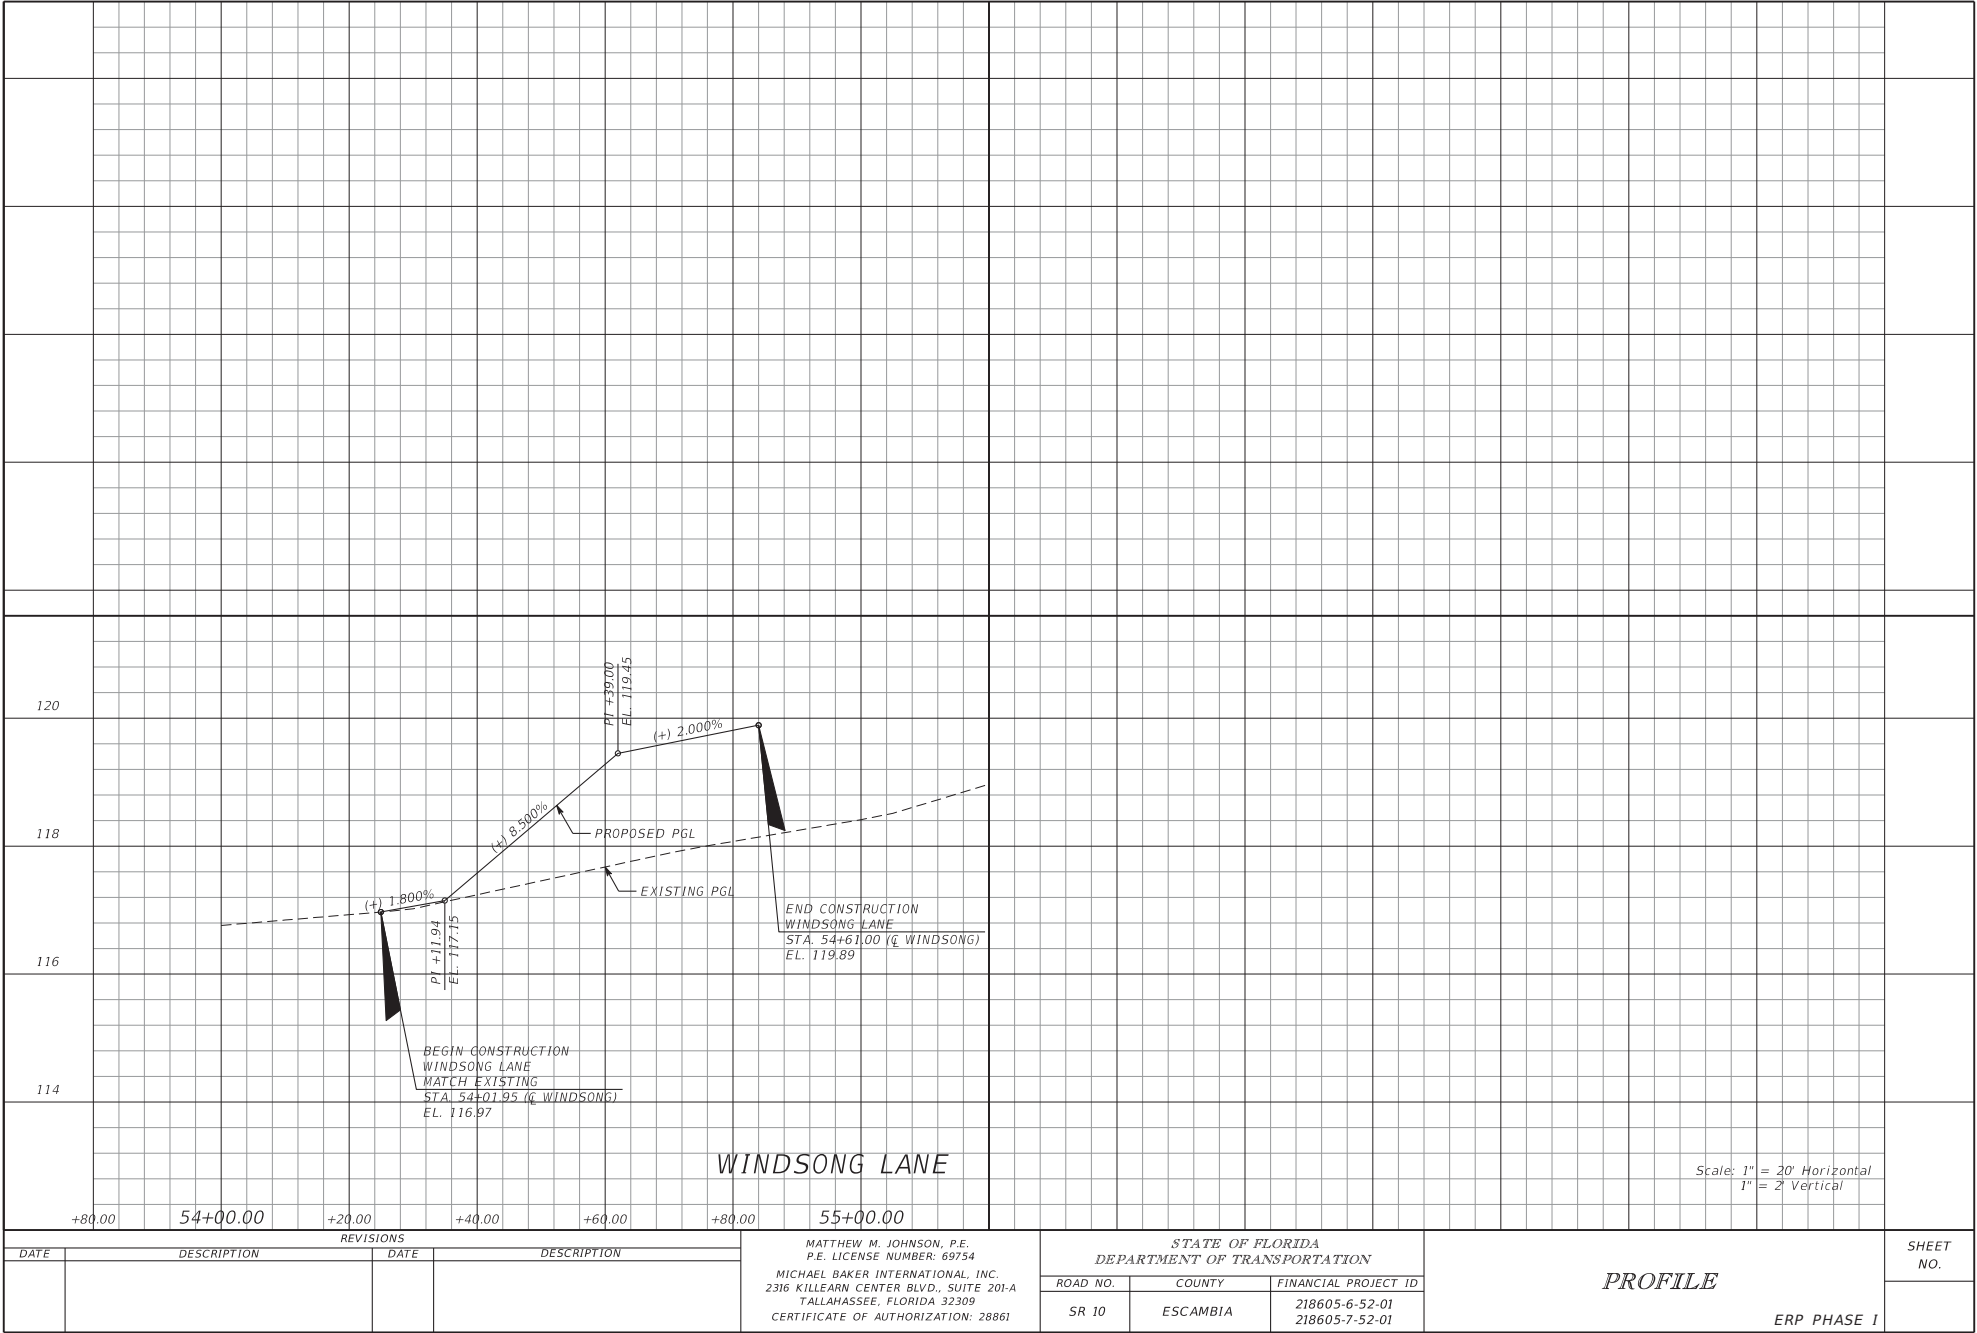 PI +39.00
EL. 119.45
120
(+) 2.000%
(+) 8.500%
118
PROPOSED PGL
EXISTING PGL
(+) 1.800%
PI +11.94
EL. 117.15
END CONSTRUCTION
WINDSONG LANE
STA. 54+61.00 (℄ WINDSONG)
EL. 119.89
116
BEGIN CONSTRUCTION
WINDSONG LANE
MATCH EXISTING
STA. 54+01.95 (℄ WINDSONG)
EL. 116.97
114
WINDSONG LANE
Scale: 1" = 20' Horizontal
1" = 2' Vertical
+80.00 54+00.00 +20.00 +40.00 +60.00 +80.00 55+00.00
REVISIONS
DATE DESCRIPTION DATE DESCRIPTION
MATTHEW M. JOHNSON, P.E.
P.E. LICENSE NUMBER: 69754
MICHAEL BAKER INTERNATIONAL, INC.
2316 KILLEARN CENTER BLVD., SUITE 201-A
TALLAHASSEE, FLORIDA 32309
CERTIFICATE OF AUTHORIZATION: 28861
STATE OF FLORIDA
DEPARTMENT OF TRANSPORTATION
ROAD NO. COUNTY FINANCIAL PROJECT ID
SR 10 ESCAMBIA 218605-6-52-01
218605-7-52-01
PROFILE
ERP PHASE I
SHEET
NO.